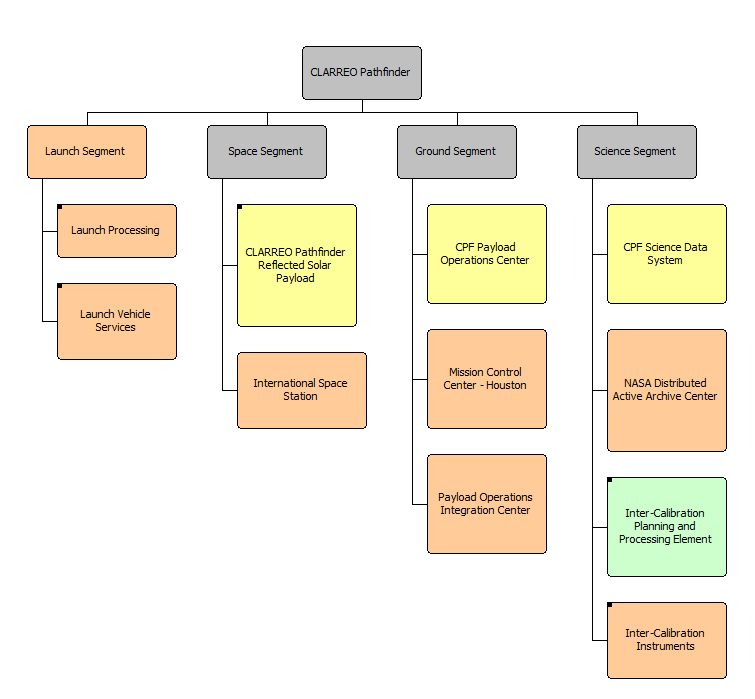 CLARREO Pathfinder
Launch Segment
Space Segment
Ground Segment
Science Segment
Launch Processing
Launch Vehicle
Services
CLARREO Pathfinder
Reflected Solar
Payload
International Space
Station
CPF Payload
Operations Center
Mission Control
Center - Houston
Payload Operations
Integration Center
CPF Science Data
System
NASA Distributed
Active Archive Center
Inter-Calibration
Planning and
Processing Element
Inter-Calibration
Instruments